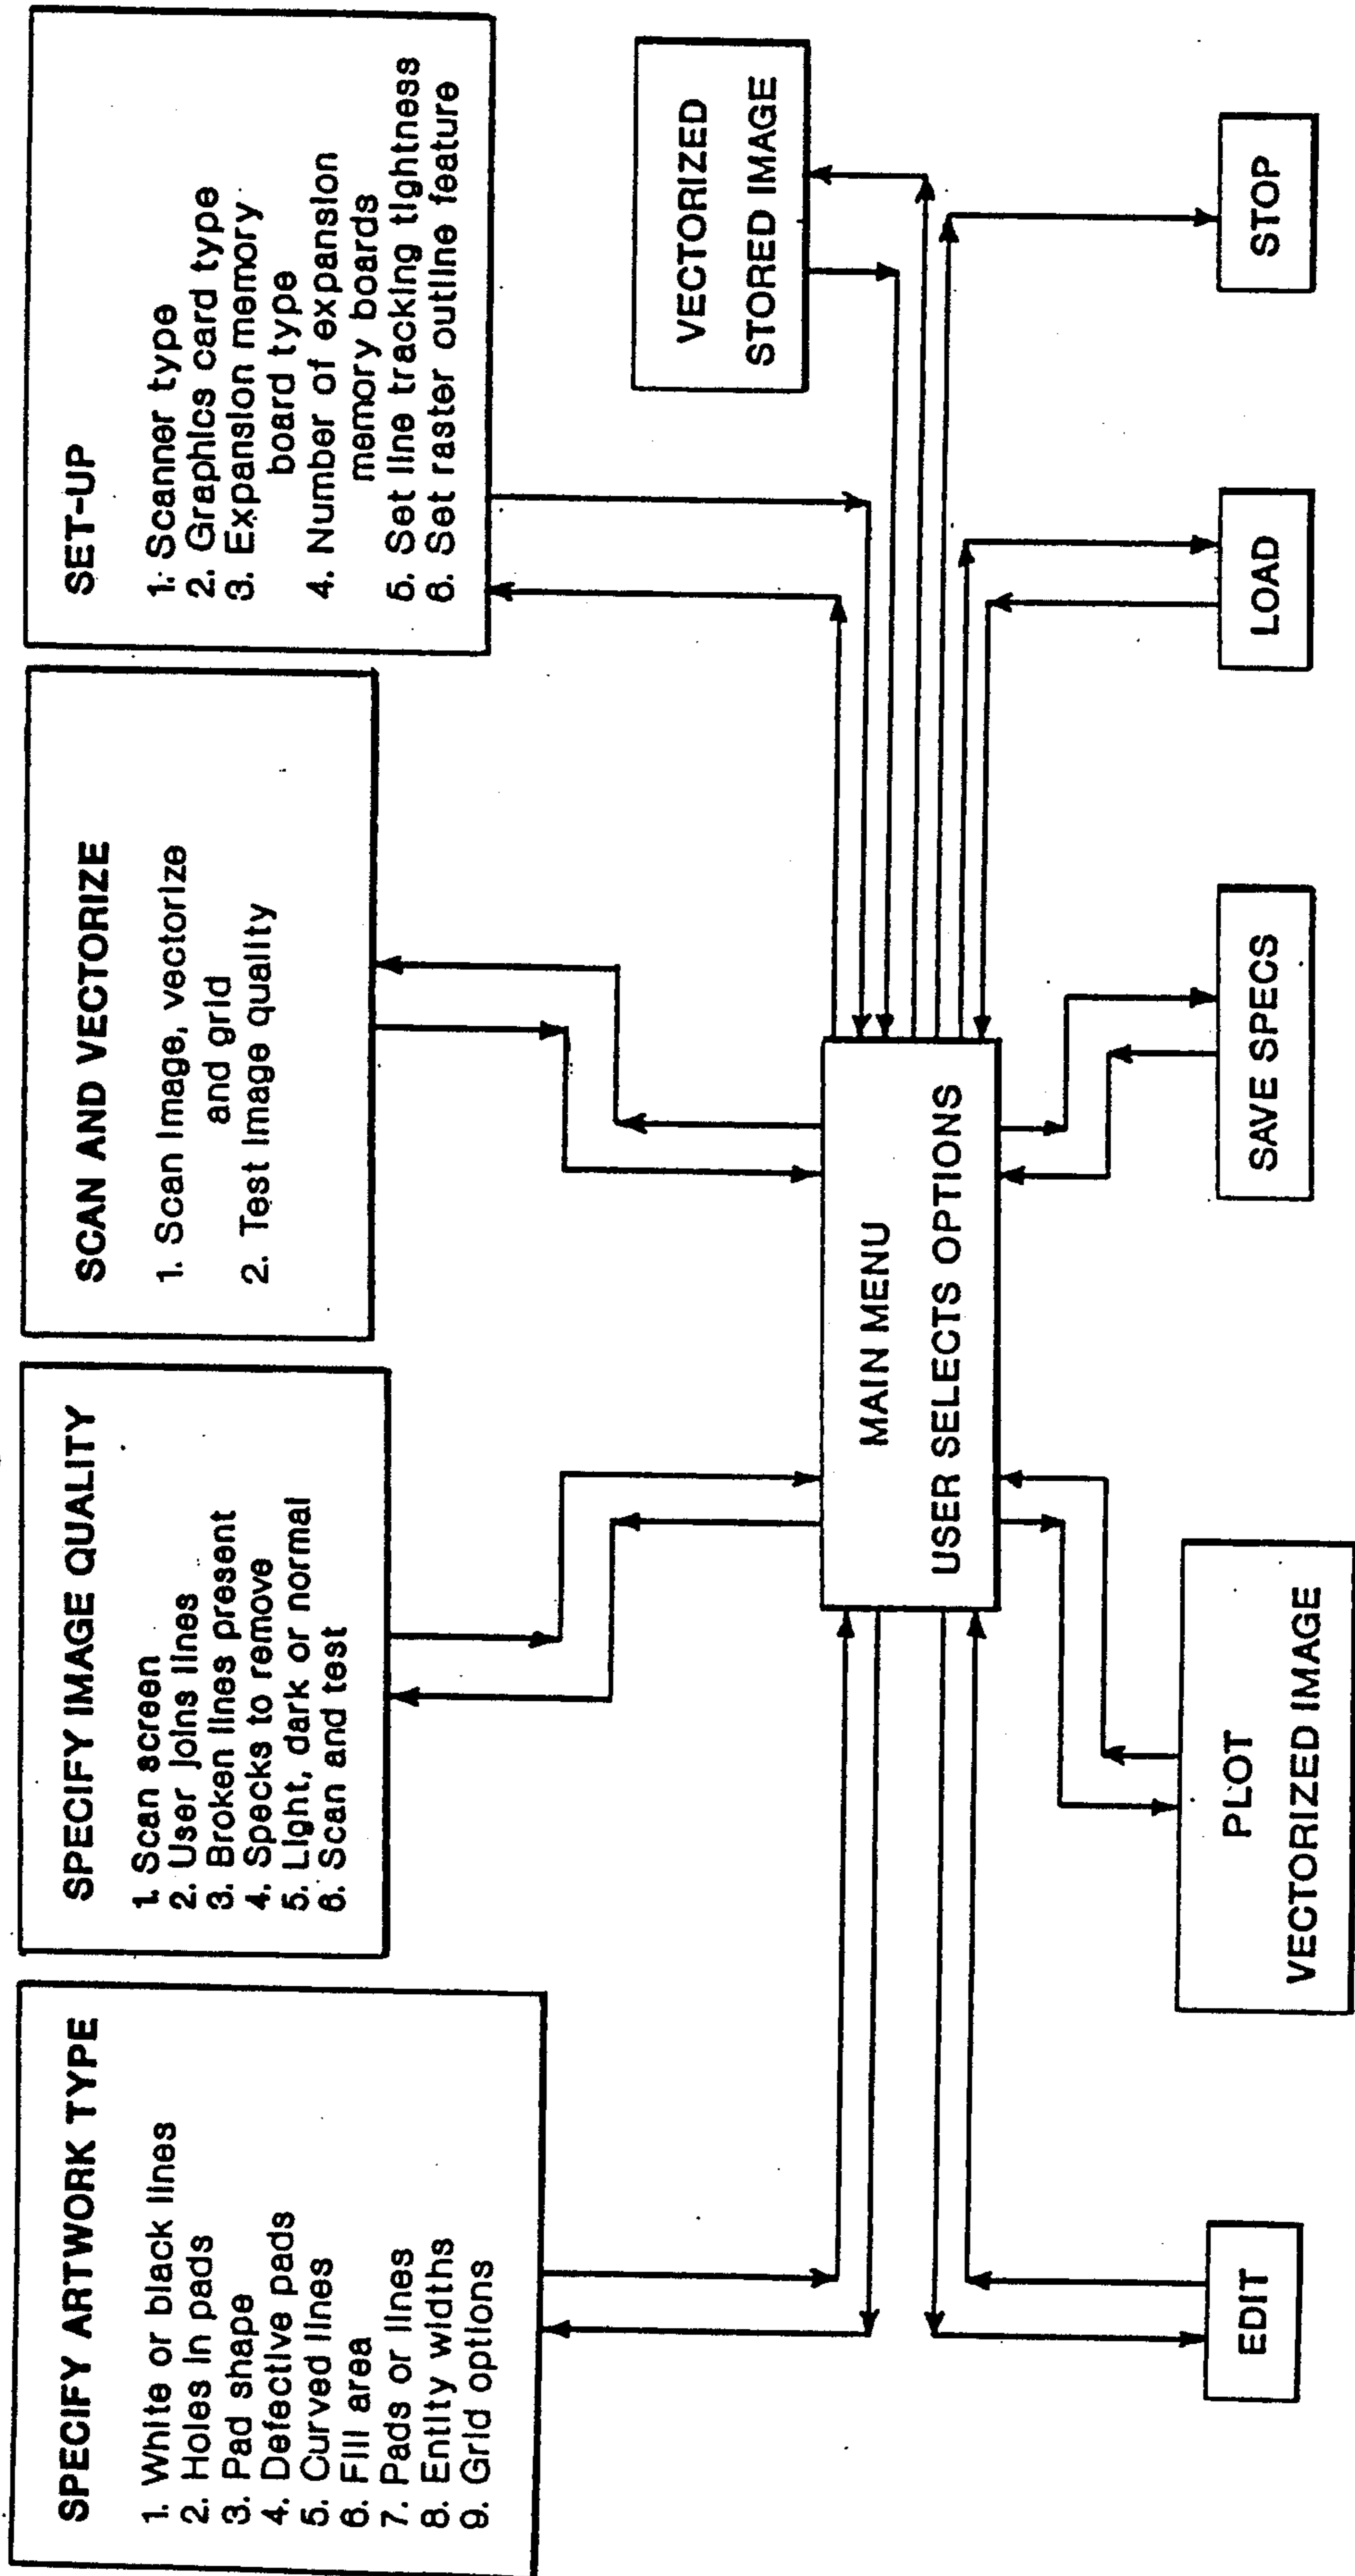 SPECIFY ARTWORK TYPE
1. White or black lines
2. Holes in pads
3. Pad shape
4. Defective pads
5. Curved lines
6. Fill area
7. Pads or lines
8. Entity widths
9. Grid options
SPECIFY IMAGE QUALITY
1. Scan screen
2. User joins lines
3. Broken lines present
4. Specks to remove
5. Light, dark or normal
6. Scan and test
SCAN AND VECTORIZE
1. Scan image, vectorize
and grid
2. Test image quality
SET-UP
1. Scanner type
2. Graphics card type
3. Expansion memory
board type
4. Number of expansion
memory boards
5. Set line tracking tightness
6. Set raster outline feature
VECTORIZED
STORED IMAGE
MAIN MENU
USER SELECTS OPTIONS
EDIT
PLOT
VECTORIZED IMAGE
SAVE SPECS
LOAD
STOP